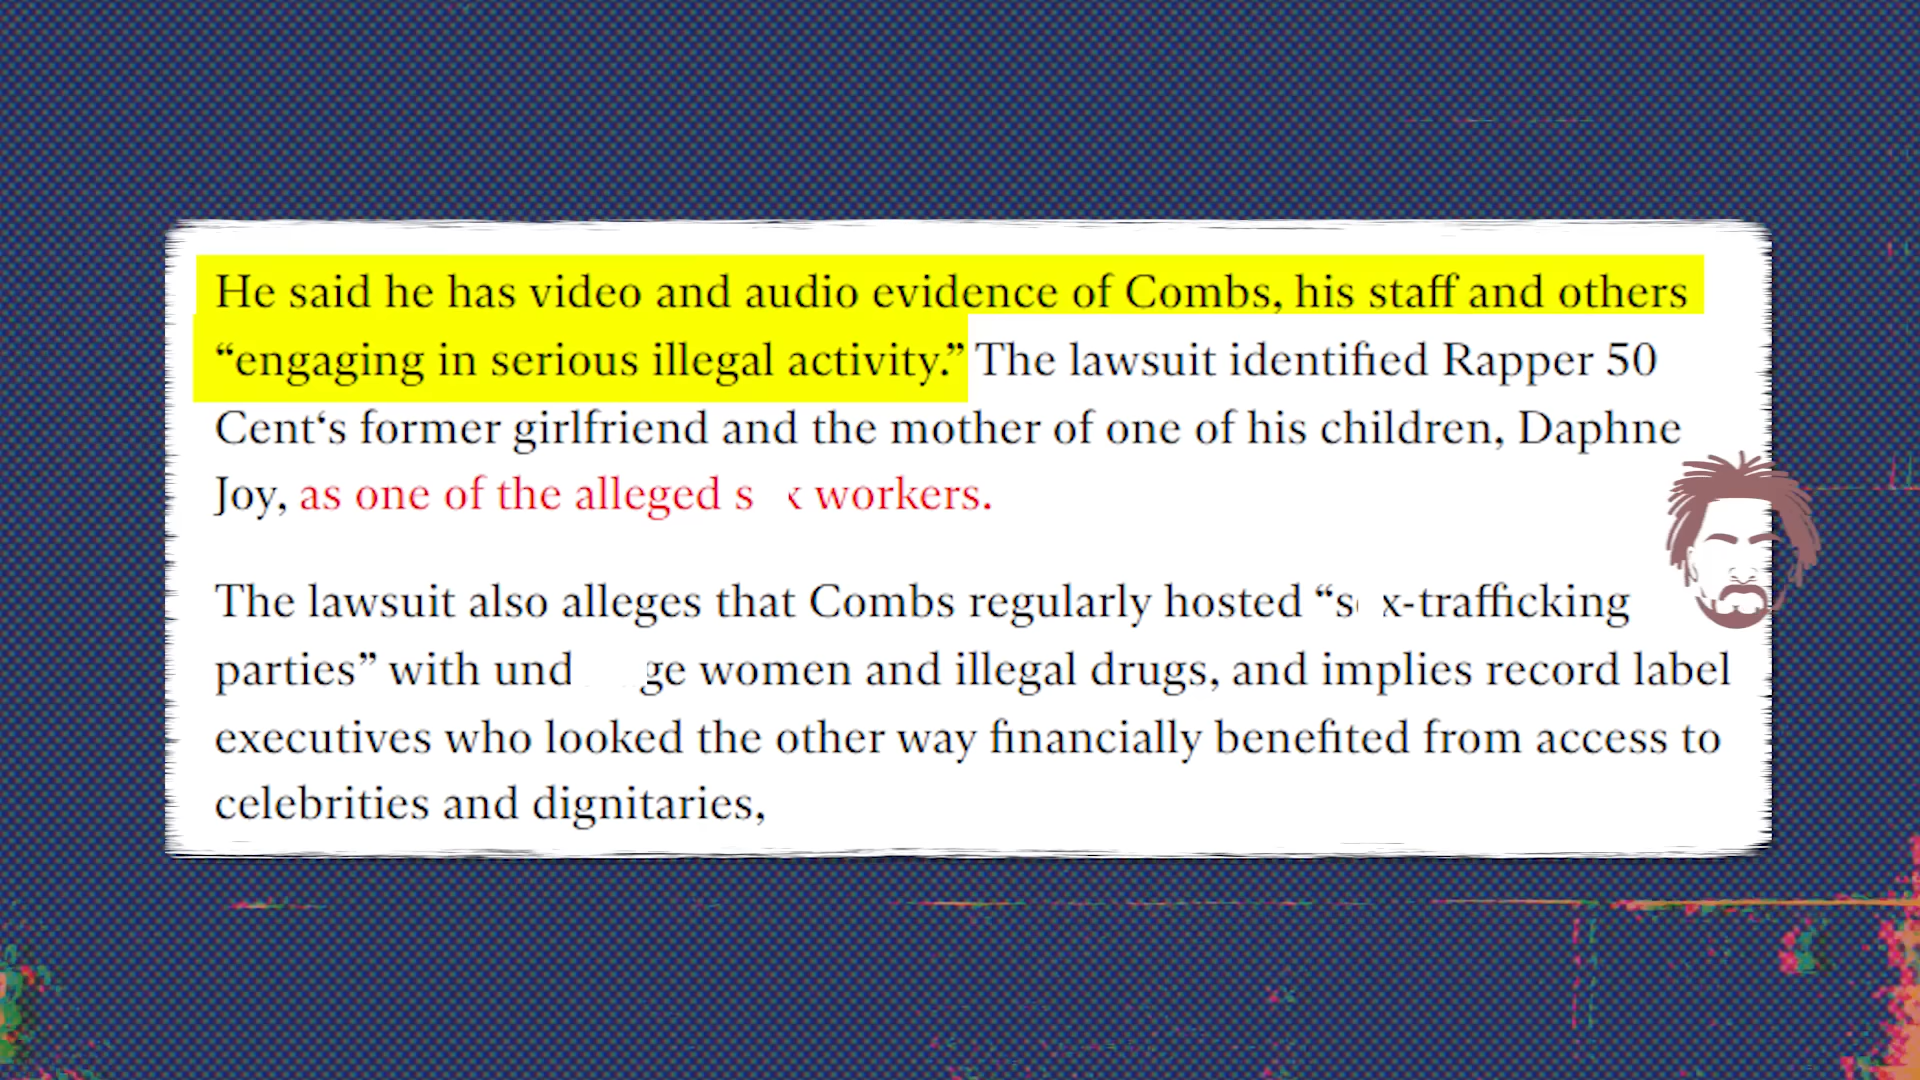 He said he has video and audio evidence of Combs, his staff and others
“engaging in serious illegal activity.” The lawsuit identified Rapper 50
Cent‘s former girlfriend and the mother of one of his children, Daphne
Joy, as one of the alleged s x workers.
The lawsuit also alleges that Combs regularly hosted “s x-trafficking
parties” with und ge women and illegal drugs, and implies record label
executives who looked the other way financially benefited from access to
celebrities and dignitaries,